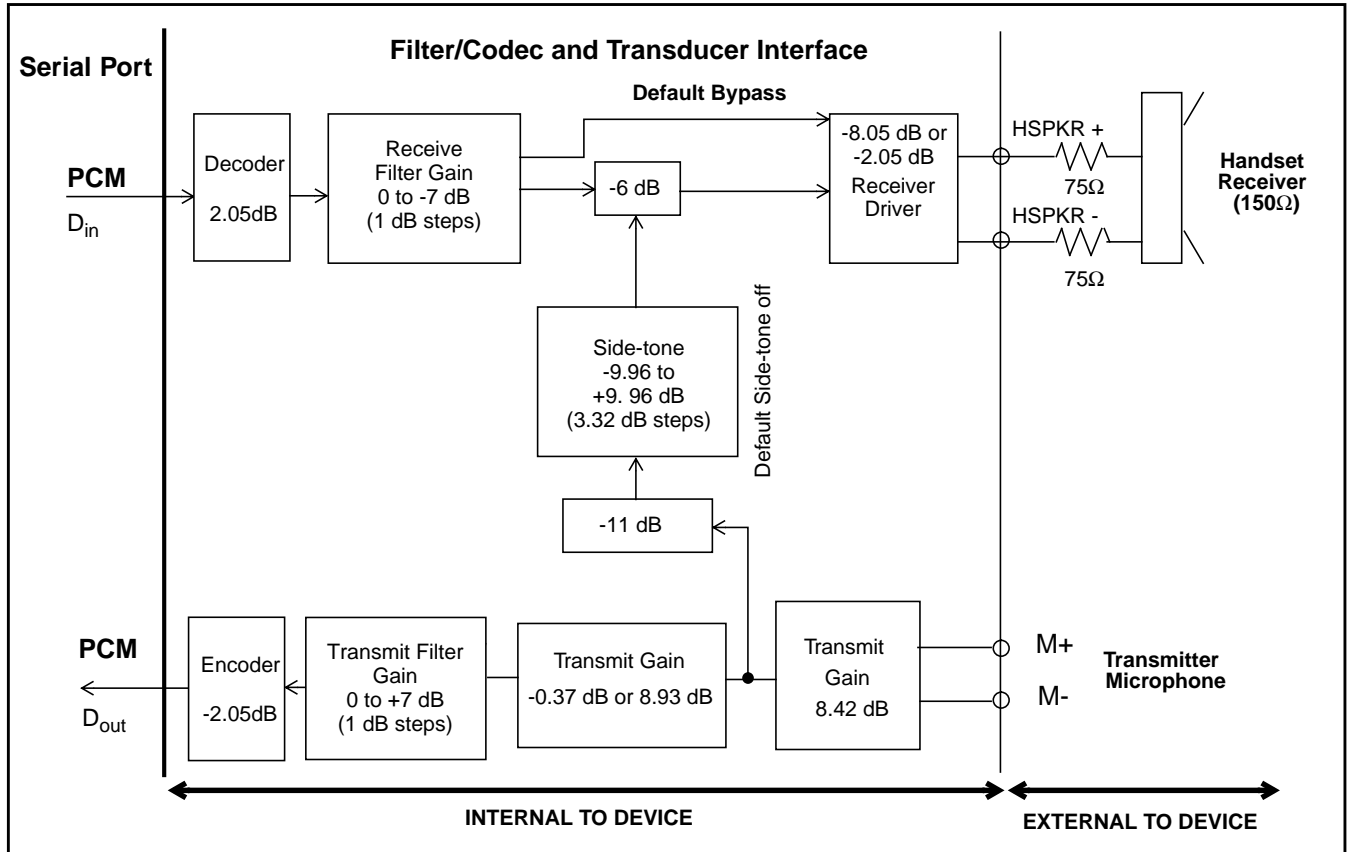 Filter/Codec and Transducer Interface
Serial Port
Default Bypass
PCM
D_in
Decoder
2.05dB
Receive
Filter Gain
0 to -7 dB
(1 dB steps)
-6 dB
-8.05 dB or
-2.05 dB
Receiver
Driver
HSPKR +
75Ω
HSPKR -
75Ω
Handset
Receiver
(150Ω)
Side-tone
-9.96 to
+9. 96 dB
(3.32 dB steps)
Default Side-tone off
-11 dB
PCM
D_out
Encoder
-2.05dB
Transmit Filter
Gain
0 to +7 dB
(1 dB steps)
Transmit Gain
-0.37 dB or 8.93 dB
Transmit
Gain
8.42 dB
M+
M-
Transmitter
Microphone
INTERNAL TO DEVICE
EXTERNAL TO DEVICE